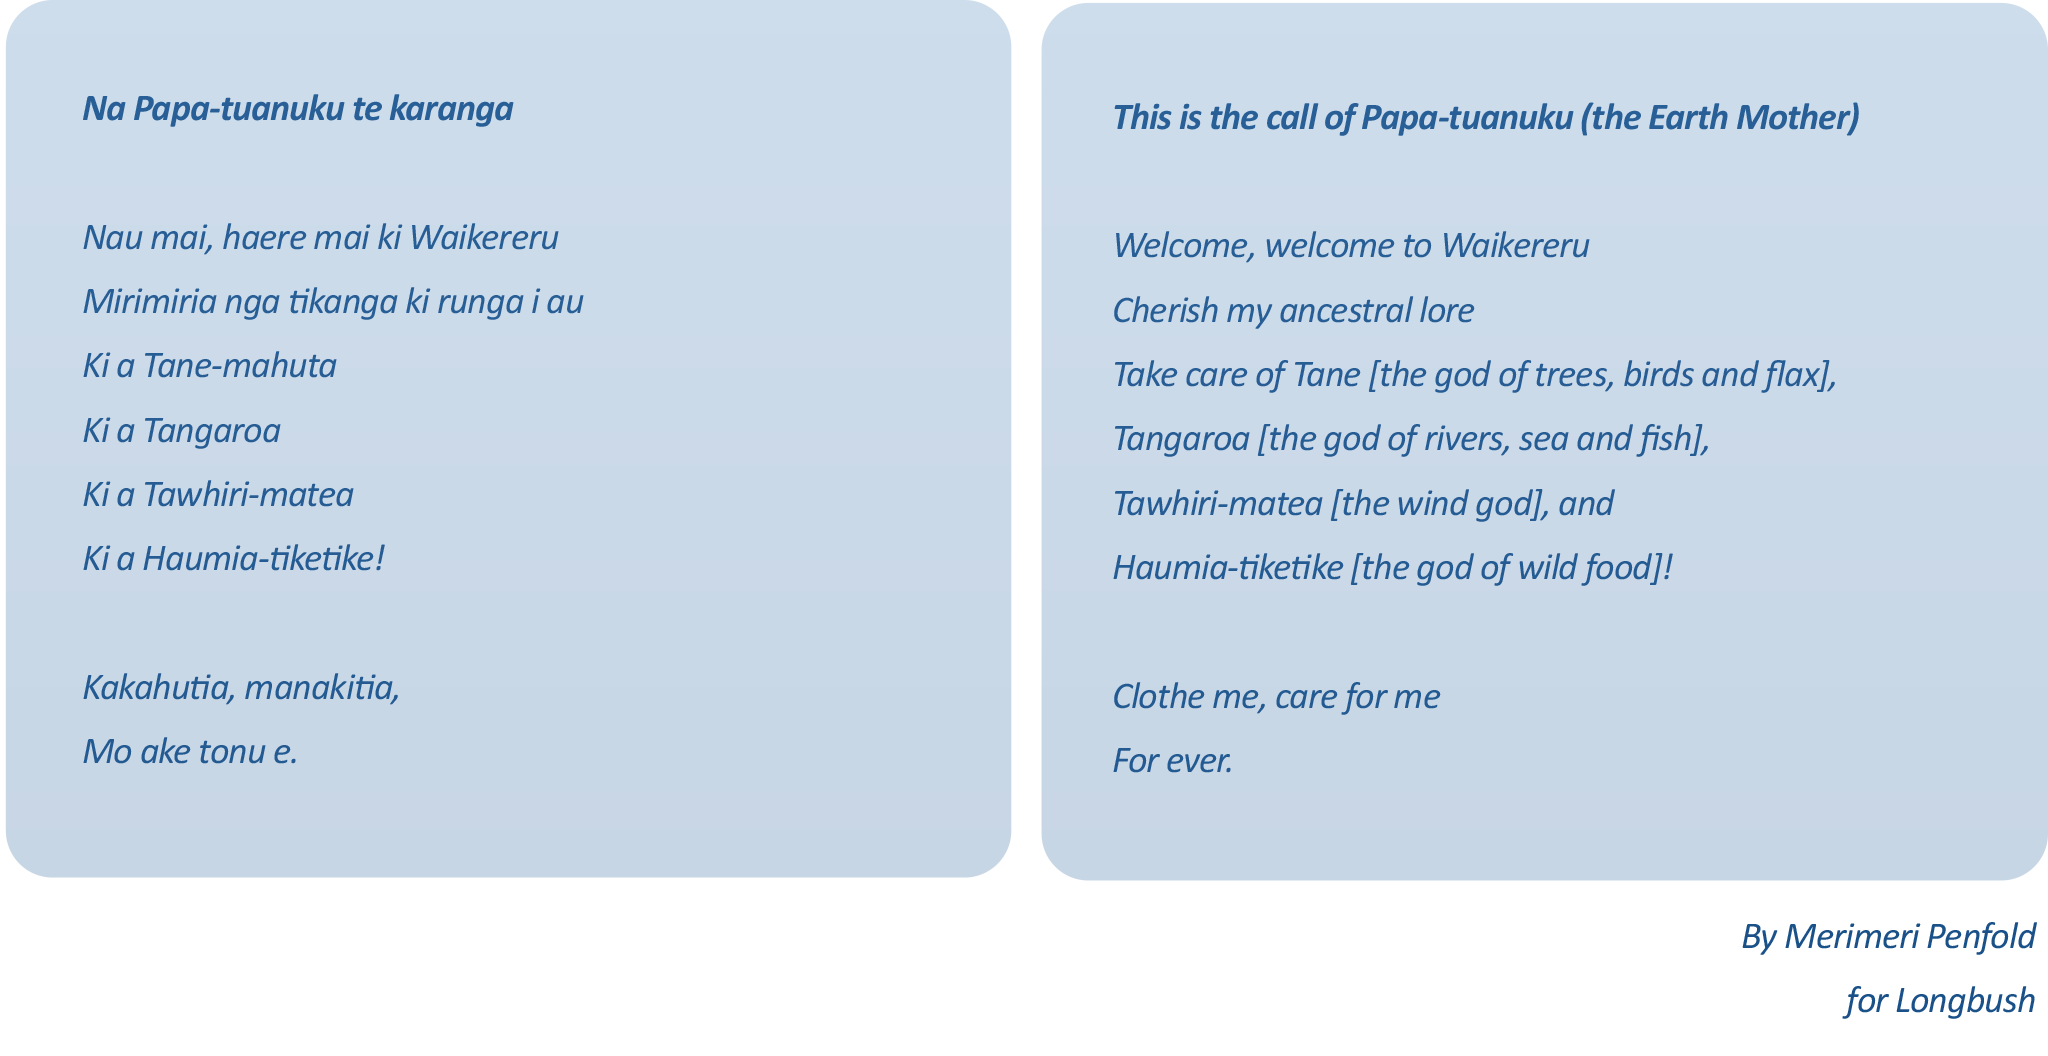 Na Papa-tuanuku te karanga
Nau mai, haere mai ki Waikereru
Mirimiria nga tikanga ki runga i au
Ki a Tane-mahuta
Ki a Tangaroa
Ki a Tawhiri-matea
Ki a Haumia-tiketike!
Kakahutia, manakitia,
Mo ake tonu e.
This is the call of Papa-tuanuku (the Earth Mother)
Welcome, welcome to Waikereru
Cherish my ancestral lore
Take care of Tane [the god of trees, birds and flax],
Tangaroa [the god of rivers, sea and fish],
Tawhiri-matea [the wind god], and
Haumia-tiketike [the god of wild food]!
Clothe me, care for me
For ever.
By Merimeri Penfold
for Longbush